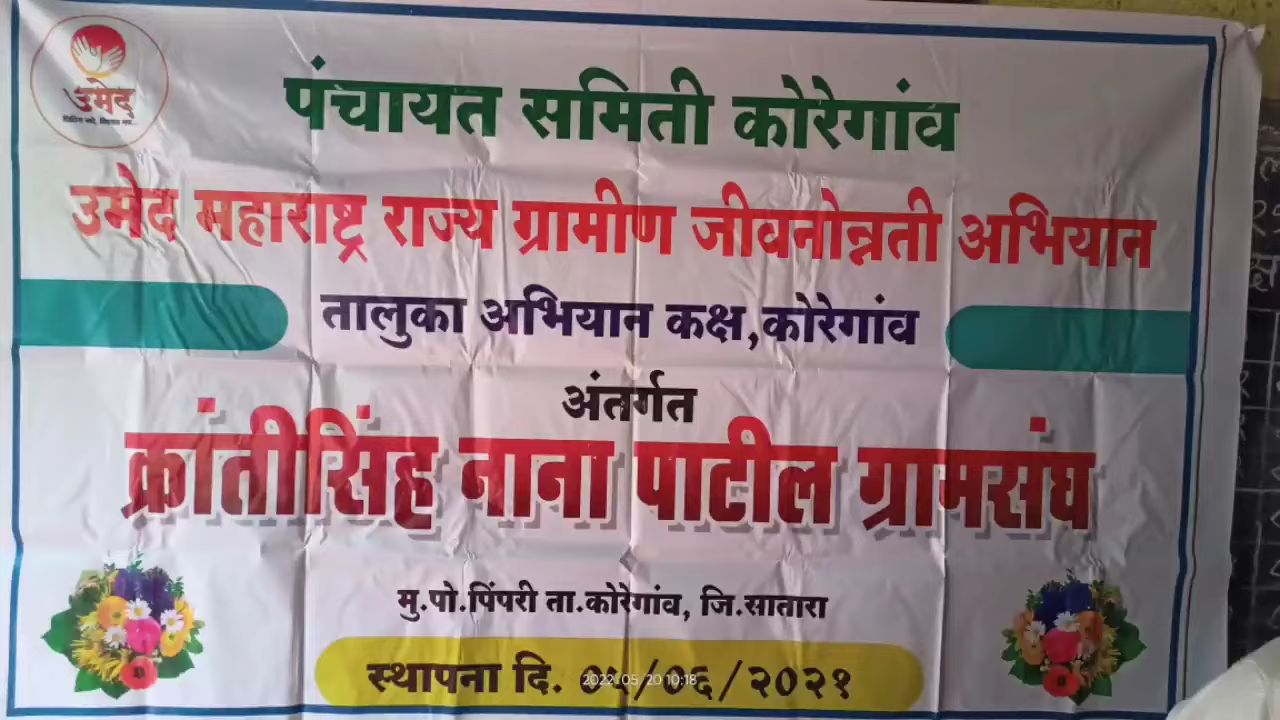 उमेद
पंचायत समिती कोरेगांव
उमेद महाराष्ट्र राज्य ग्रामीण जीवनोन्नती अभियान
तालुका अभियान कक्ष,कोरेगांव
अंतर्गत
क्रांतीसिंह नाना पाटील ग्रामसंघ
मु.पो.पिंपरी ता.कोरेगांव, जि.सातारा
स्थापना दि. ०५/०६/२०२१
2022.05.20 10:18